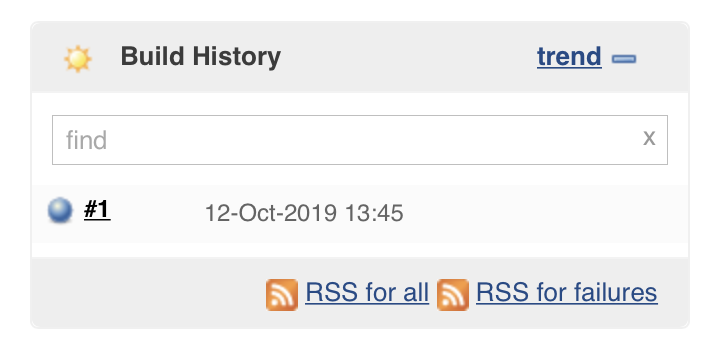 Build History trend
find x
#1 12-Oct-2019 13:45
RSS for all RSS for failures